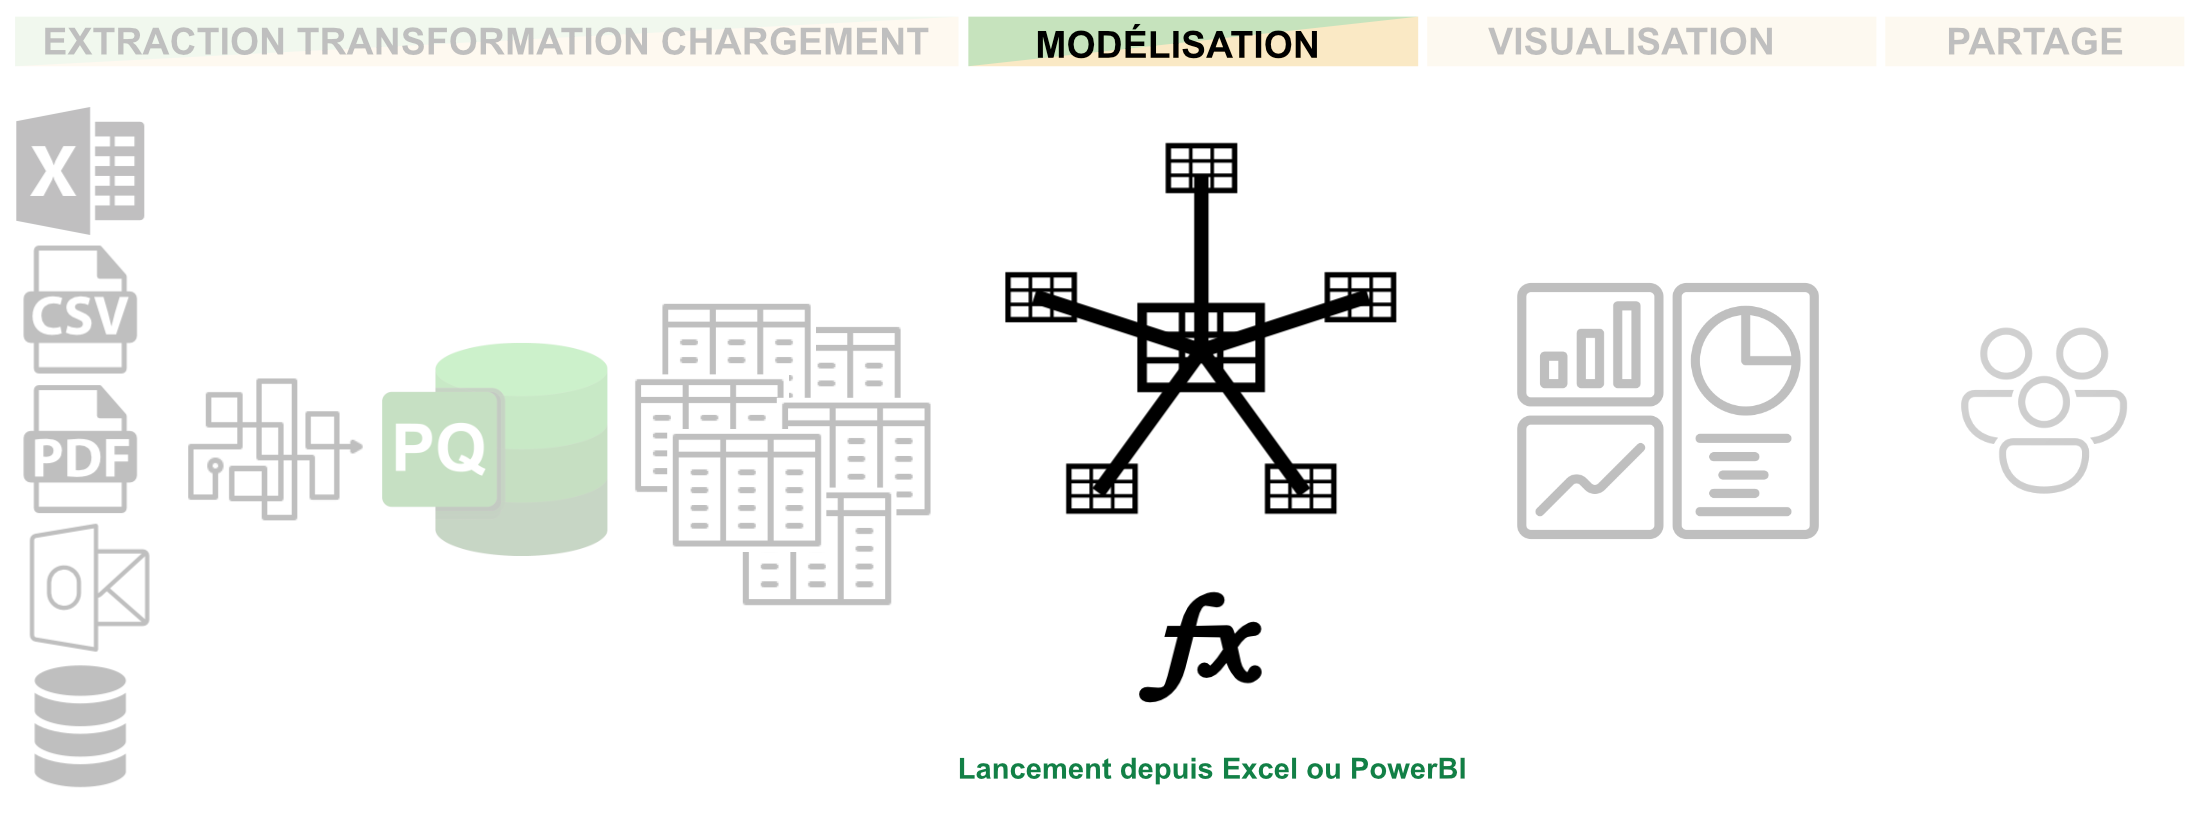 EXTRACTION TRANSFORMATION CHARGEMENT
MODÉLISATION
VISUALISATION
PARTAGE
X
CSV
PDF
O
PQ
fx
Lancement depuis Excel ou PowerBI